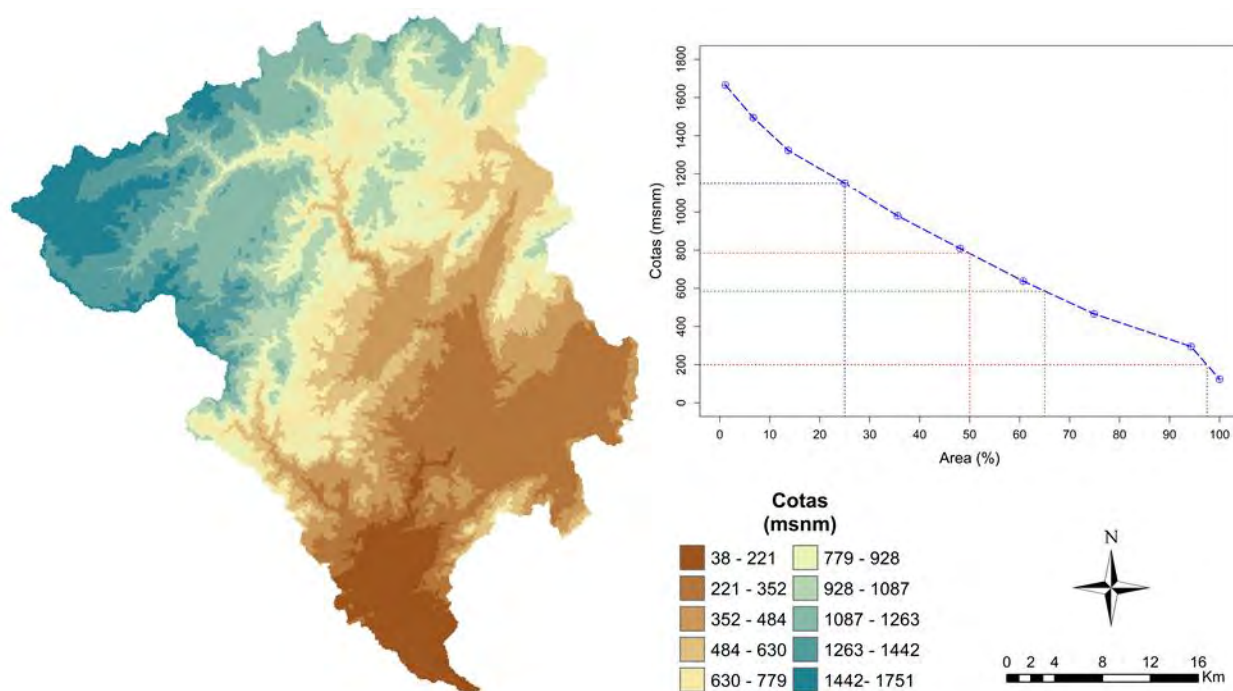 Cotas (msnm)
1800
1600
1400
1200
1000
800
600
400
200
0
0 10 20 30 40 50 60 70 80 90 100
Area (%)
Cotas
(msnm)
38 - 221
221 - 352
352 - 484
484 - 630
630 - 779
779 - 928
928 - 1087
1087 - 1263
1263 - 1442
1442- 1751
N
0 2 4 8 12 16
Km